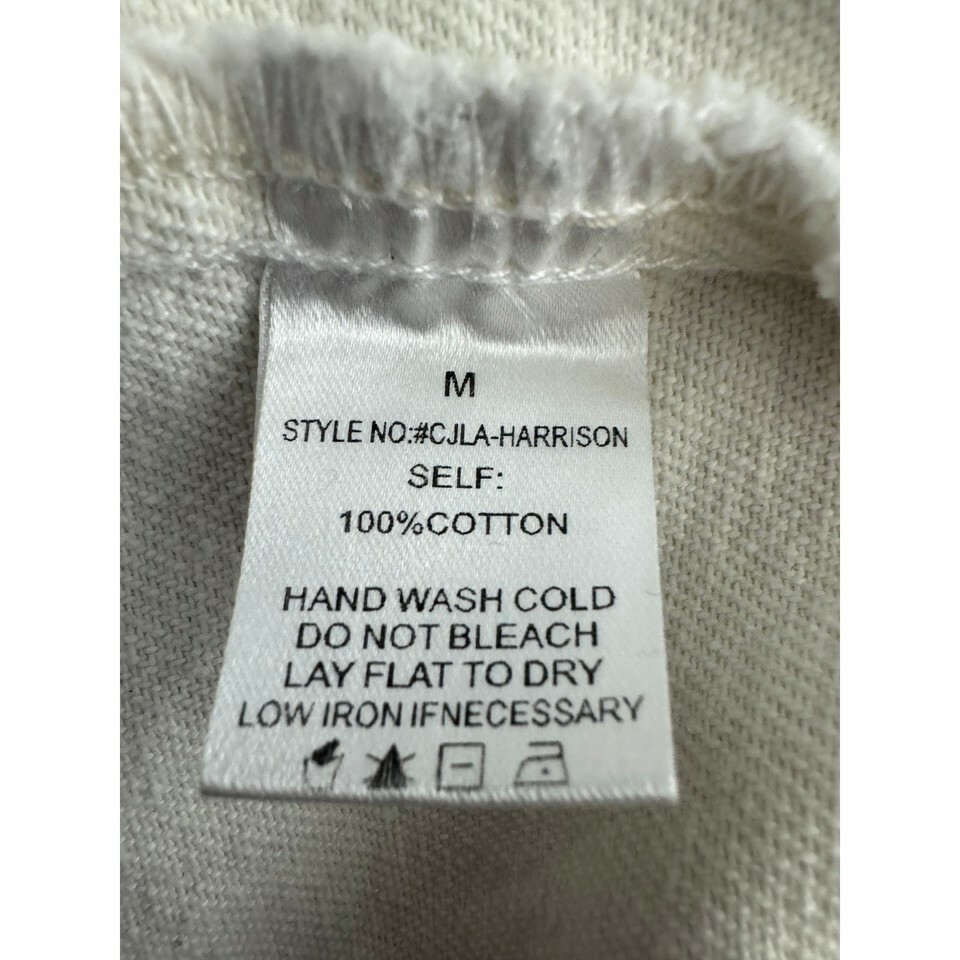 M
STYLE NO:#CJLA-HARRISON
SELF:
100%COTTON
HAND WASH COLD
DO NOT BLEACH
LAY FLAT TO DRY
LOW IRON IFNECESSARY